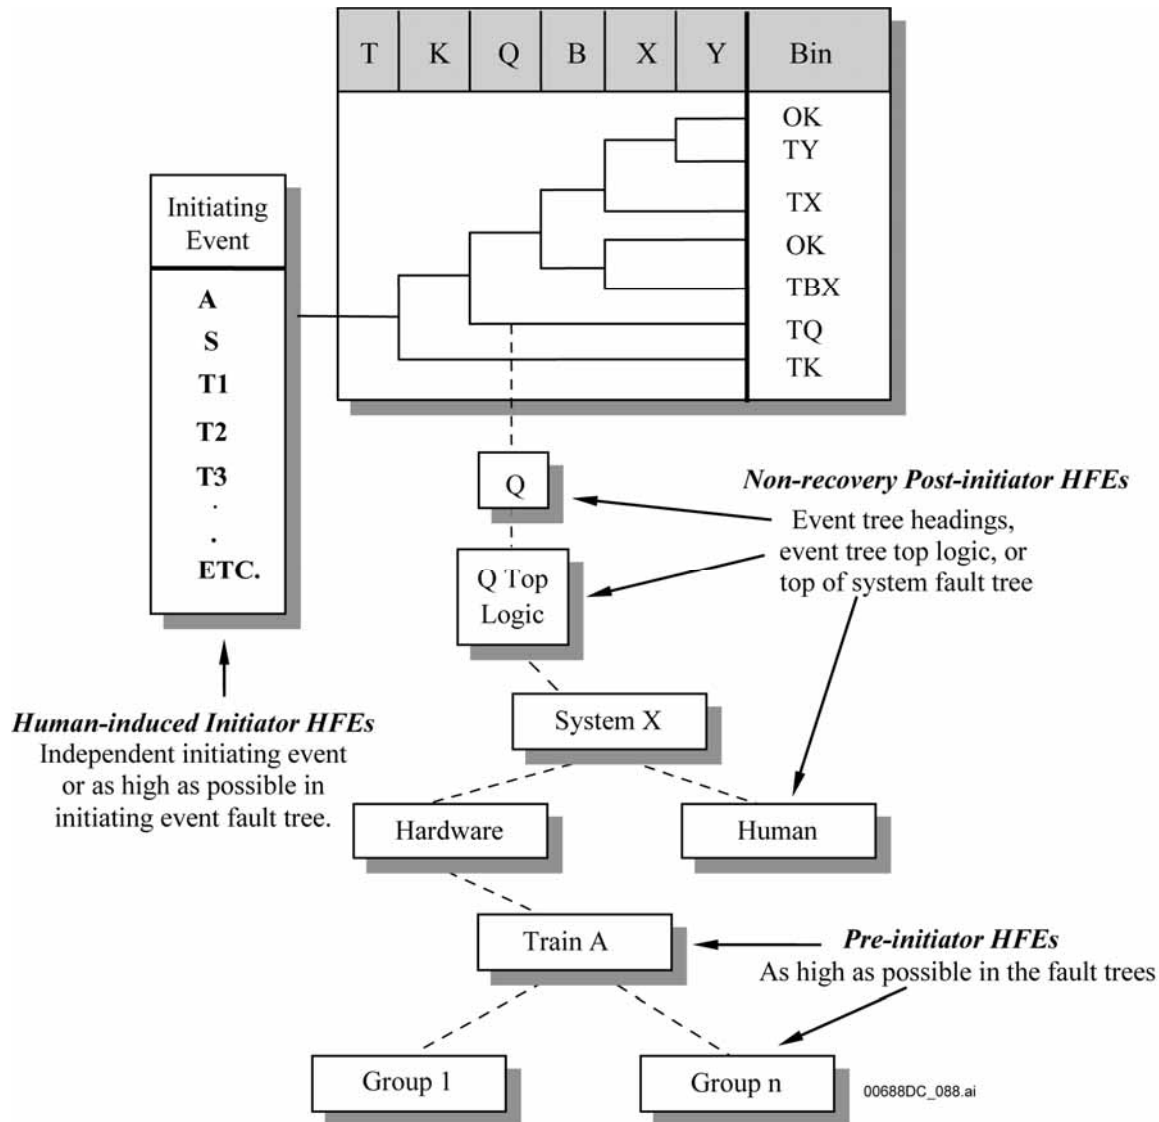 T K Q B X Y Bin
OK
TY
TX
OK
TBX
TQ
TK
Initiating
Event
A
S
T1
T2
T3
.
.
ETC.
Q
Q Top
Logic
Non-recovery Post-initiator HFEs
Event tree headings,
event tree top logic, or
top of system fault tree
Human-induced Initiator HFEs
Independent initiating event
or as high as possible in
initiating event fault tree.
System X
Hardware
Human
Train A
Pre-initiator HFEs
As high as possible in the fault trees
Group 1
Group n
00688DC_088.ai